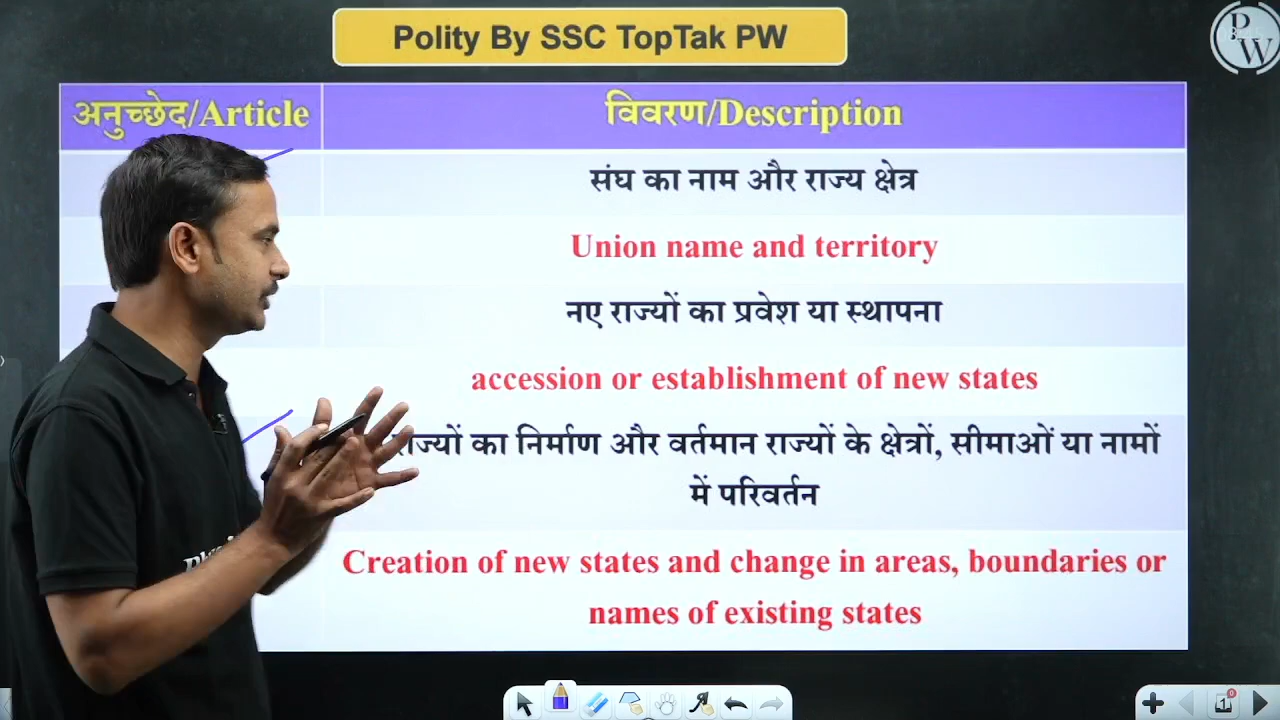 Polity By SSC TopTak PW
PW
अनुच्छेद/Article
विवरण/Description
संघ का नाम और राज्य क्षेत्र
Union name and territory
नए राज्यों का प्रवेश या स्थापना
accession or establishment of new states
का निर्माण और वर्तमान राज्यों के क्षेत्रों, सीमाओं या नामों
में परिवर्तन
Creation of new states and change in areas, boundaries or
names of existing states